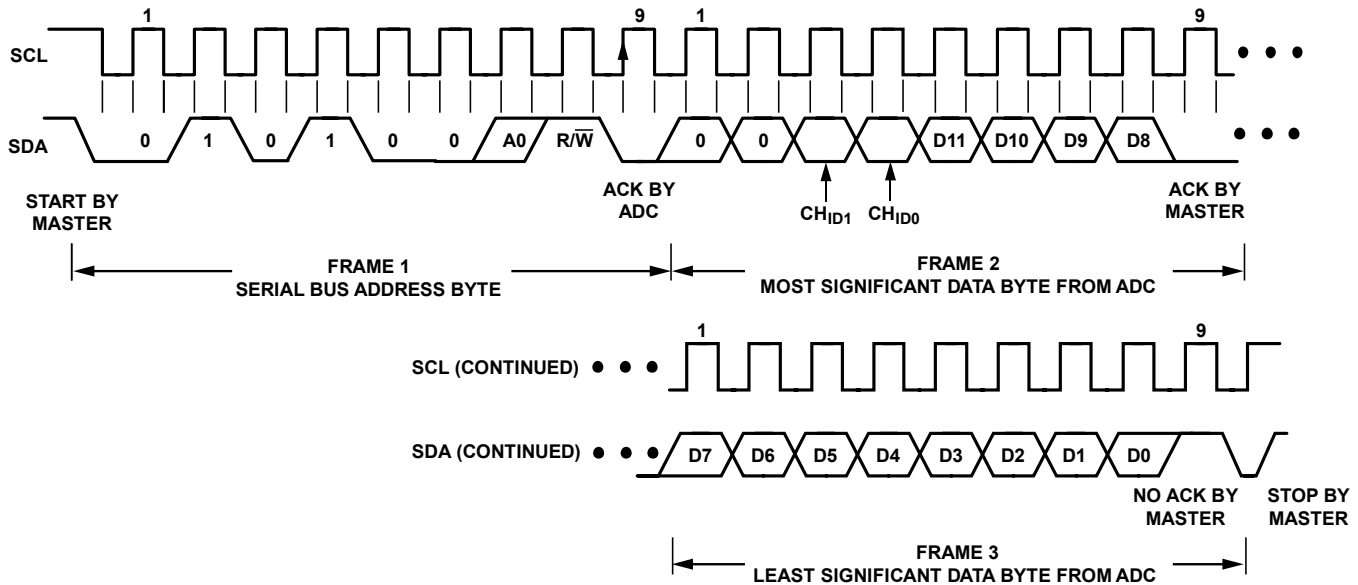 1 9 1 9
SCL
SDA 0 1 0 1 0 0 A0 R/W̅ 0 0 D11 D10 D9 D8
START BY
MASTER
ACK BY
ADC
CH_ID1 CH_ID0
ACK BY
MASTER
FRAME 1
SERIAL BUS ADDRESS BYTE
FRAME 2
MOST SIGNIFICANT DATA BYTE FROM ADC
1 9
SCL (CONTINUED)
SDA (CONTINUED) D7 D6 D5 D4 D3 D2 D1 D0
NO ACK BY
MASTER
STOP BY
MASTER
FRAME 3
LEAST SIGNIFICANT DATA BYTE FROM ADC